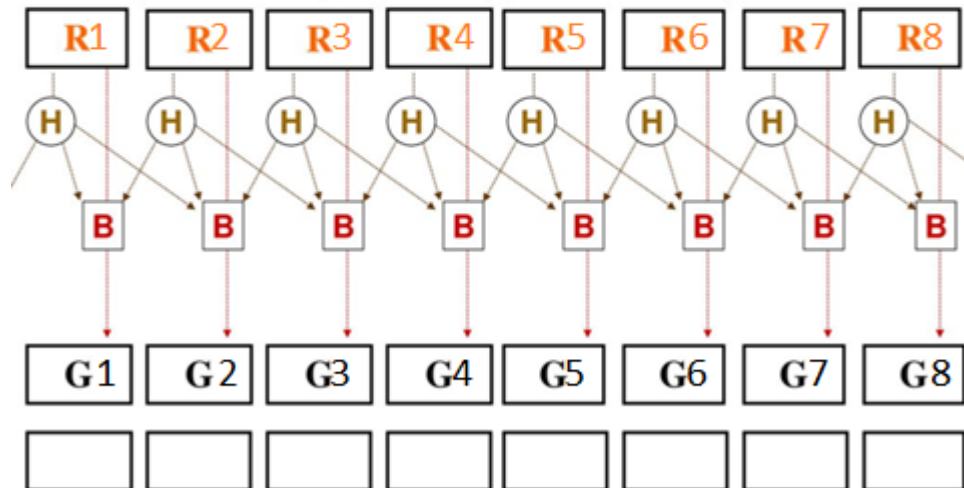 R1 R2 R3 R4 R5 R6 R7 R8
H H H H H H H H
B B B B B B B B
G1 G2 G3 G4 G5 G6 G7 G8